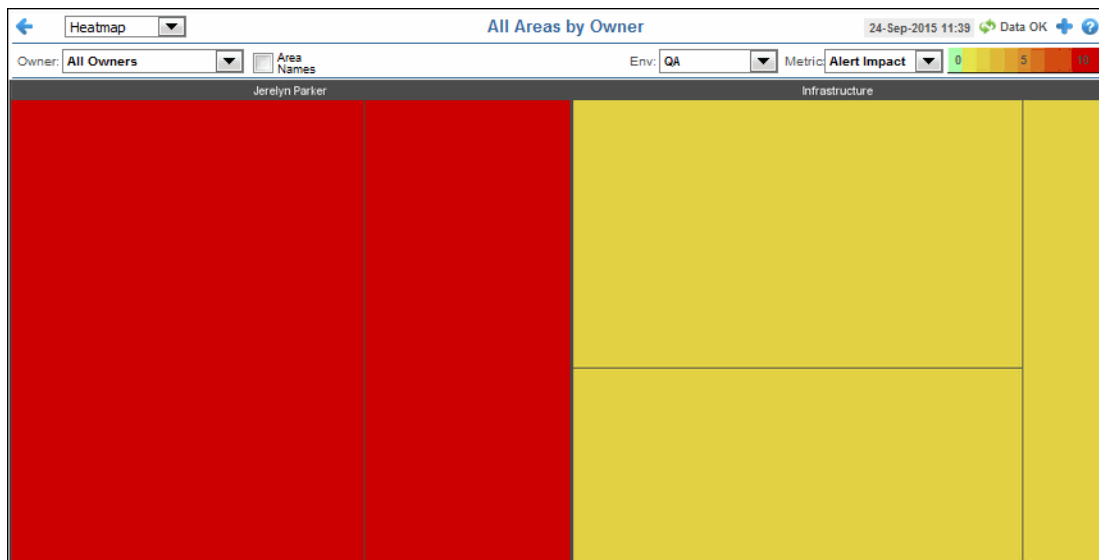 Heatmap All Areas by Owner 24-Sep-2015 11:39 Data OK
Owner: All Owners Area Names Env: QA Metric: Alert Impact 0 5 10
Jerelyn Parker Infrastructure